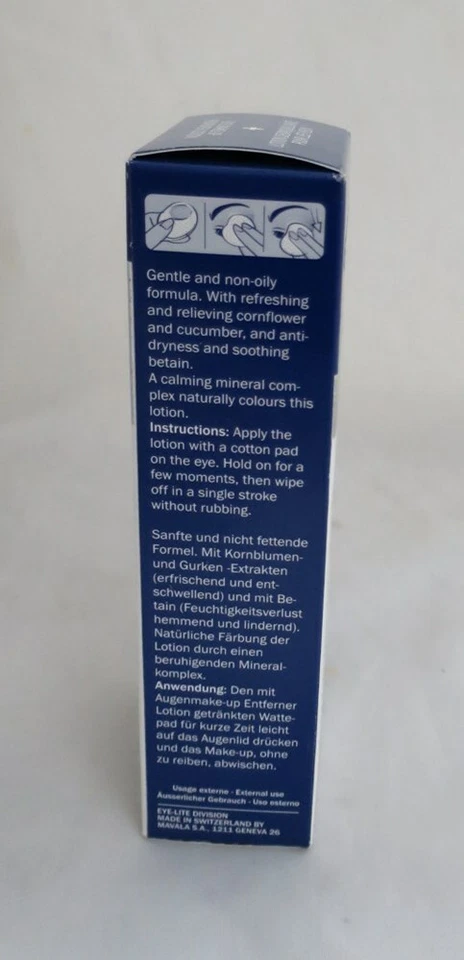 Gentle and non-oily
formula. With refreshing
and relieving cornflower
and cucumber, and anti-
dryness and soothing
betain.
A calming mineral com-
plex naturally colours this
lotion.
Instructions: Apply the
lotion with a cotton pad
on the eye. Hold on for a
few moments, then wipe
off in a single stroke
without rubbing.
Sanfte und nicht fettende
Formel. Mit Kornblumen-
und Gurken -Extrakten
(erfrischend und ent-
schwellend) und mit Be-
tain (Feuchtigkeitsverlust
hemmend und lindernd).
Natürliche Färbung der
Lotion durch einen
beruhigenden Mineral-
komplex.
Anwendung: Den mit
Augenmake-up Entferner
Lotion getränkten Watte-
pad für kurze Zeit leicht
auf das Augenlid drücken
und das Make-up, ohne
zu reiben, abwischen.
Usage externe - External use
Äusserlicher Gebrauch - Uso esterno
EYE-LITE DIVISION
MADE IN SWITZERLAND BY
MAVALA S.A., 1211 GENEVA 26